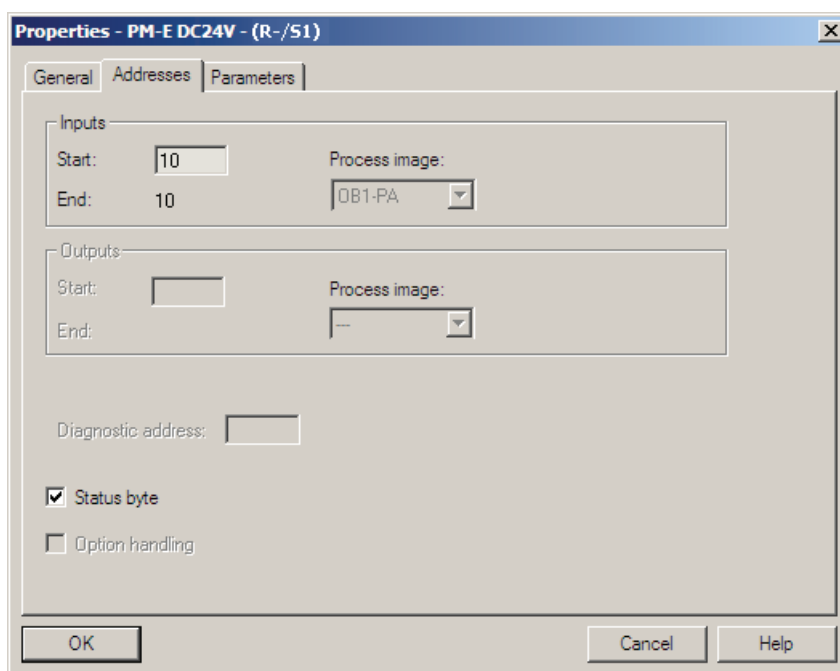 Properties - PM-E DC24V - (R-/S1)
General Addresses Parameters
Inputs
Start: 10 Process image:
End: 10 OB1-PA
Outputs
Start: Process image:
End: ---
Diagnostic address:
Status byte
Option handling
OK Cancel Help